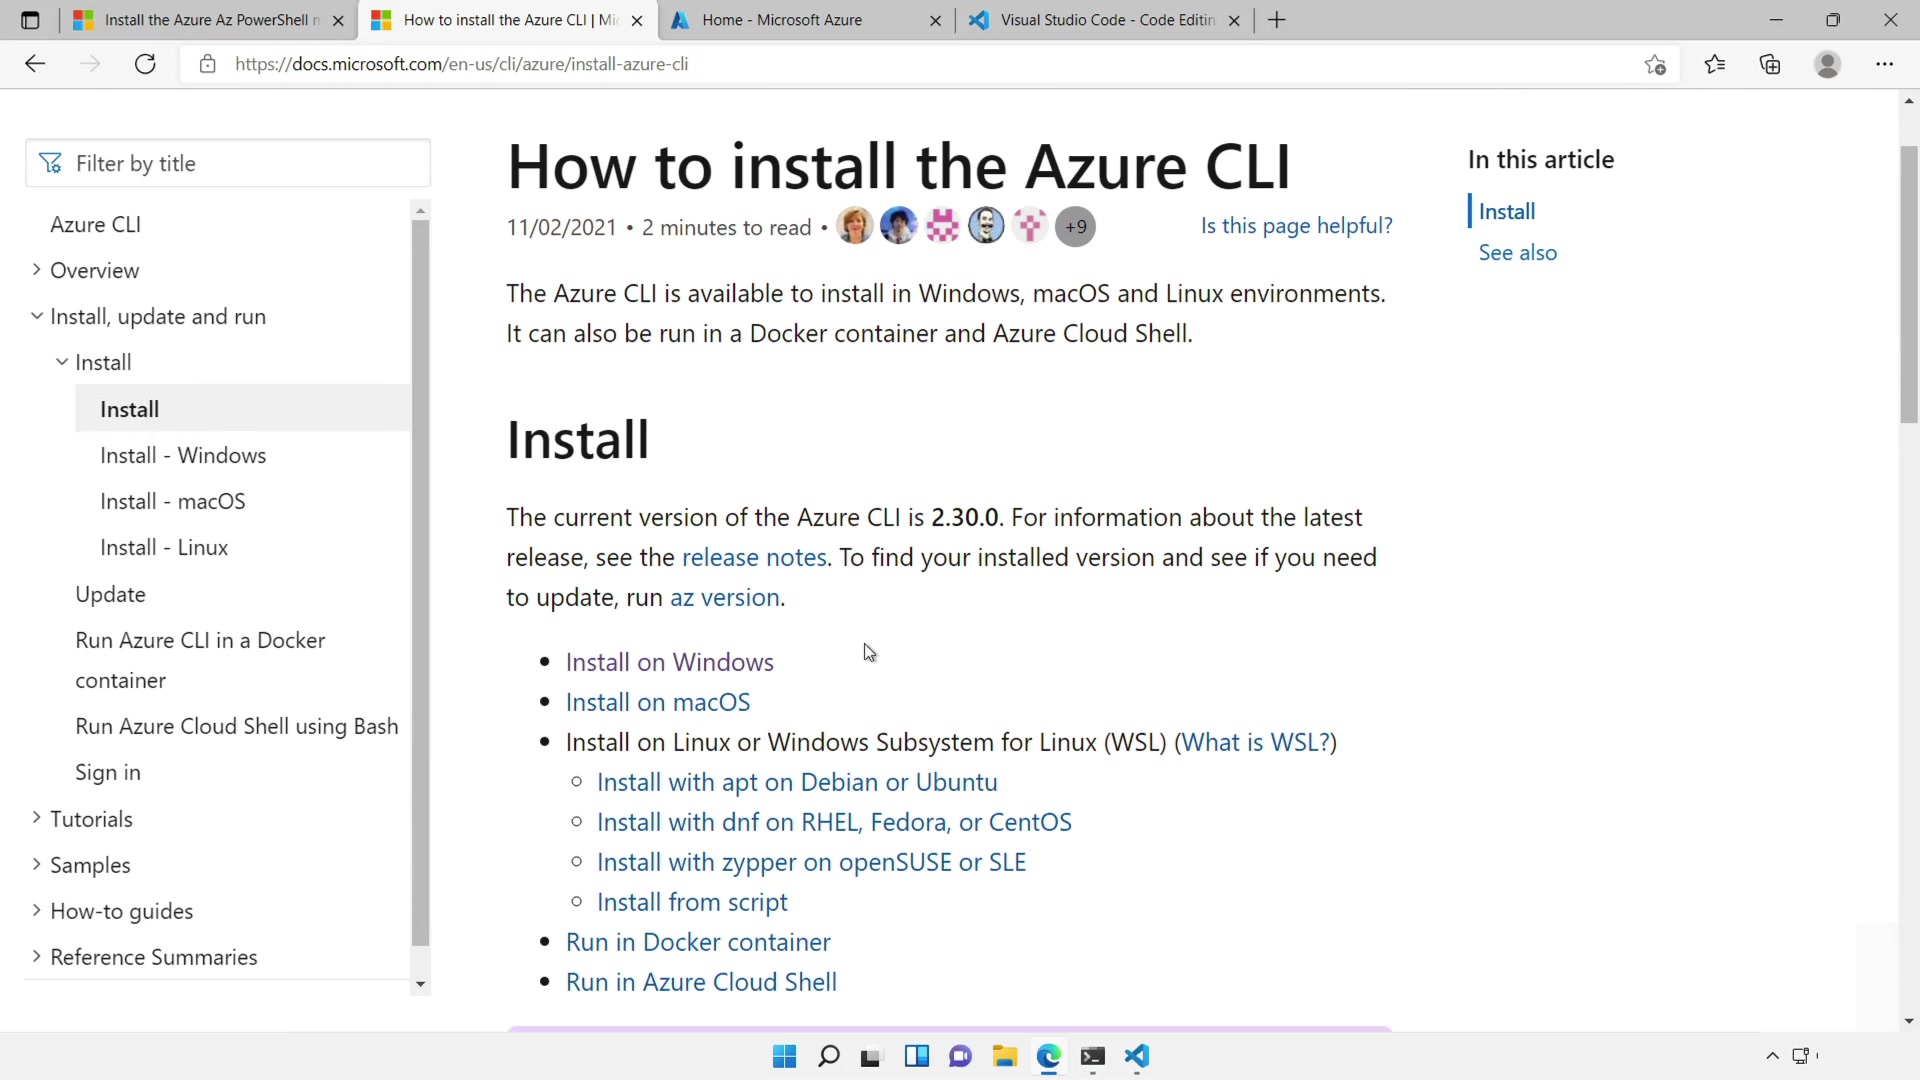 Install the Azure Az PowerShell m
How to install the Azure CLI | Mic
Home - Microsoft Azure
Visual Studio Code - Code Editin
https://docs.microsoft.com/en-us/cli/azure/install-azure-cli
Filter by title
Azure CLI
Overview
Install, update and run
Install
Install
Install - Windows
Install - macOS
Install - Linux
Update
Run Azure CLI in a Docker
container
Run Azure Cloud Shell using Bash
Sign in
Tutorials
Samples
How-to guides
Reference Summaries
How to install the Azure CLI
11/02/2021 • 2 minutes to read • +9
Is this page helpful?
The Azure CLI is available to install in Windows, macOS and Linux environments.
It can also be run in a Docker container and Azure Cloud Shell.
Install
The current version of the Azure CLI is 2.30.0. For information about the latest
release, see the release notes. To find your installed version and see if you need
to update, run az version.
• Install on Windows
• Install on macOS
• Install on Linux or Windows Subsystem for Linux (WSL) (What is WSL?)
○ Install with apt on Debian or Ubuntu
○ Install with dnf on RHEL, Fedora, or CentOS
○ Install with zypper on openSUSE or SLE
○ Install from script
• Run in Docker container
• Run in Azure Cloud Shell
In this article
Install
See also